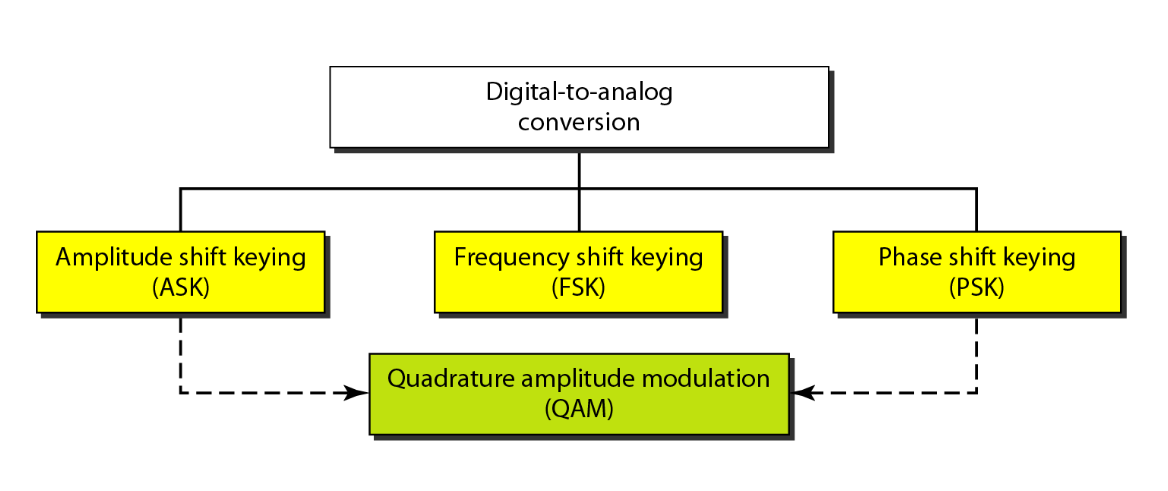 Digital-to-analog
conversion
Amplitude shift keying
(ASK)
Frequency shift keying
(FSK)
Phase shift keying
(PSK)
Quadrature amplitude modulation
(QAM)